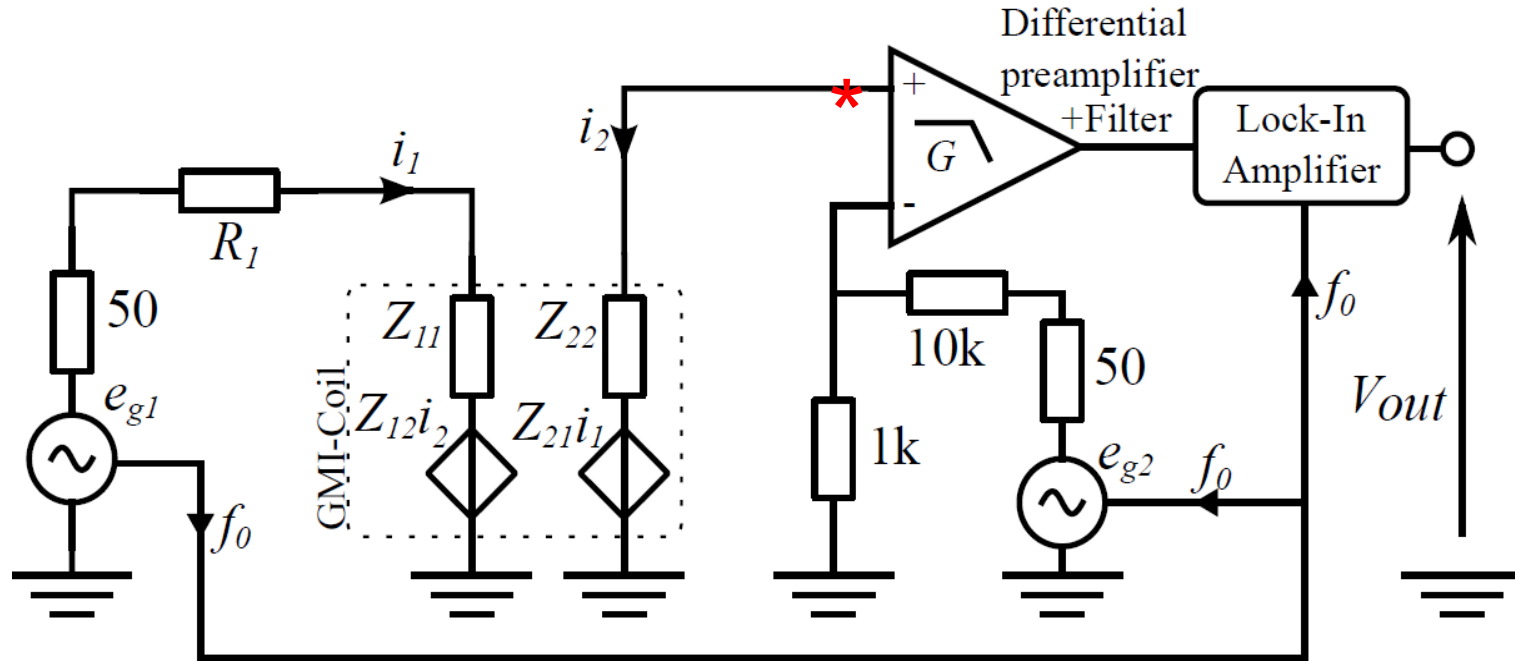 Differential
preamplifier
+Filter
Lock-In
Amplifier
*
+
G
-
i2
i1
R1
50
eg1
f0
GMI-Coil
Z11
Z22
Z12i2
Z21i1
10k
50
1k
eg2
f0
f0
Vout